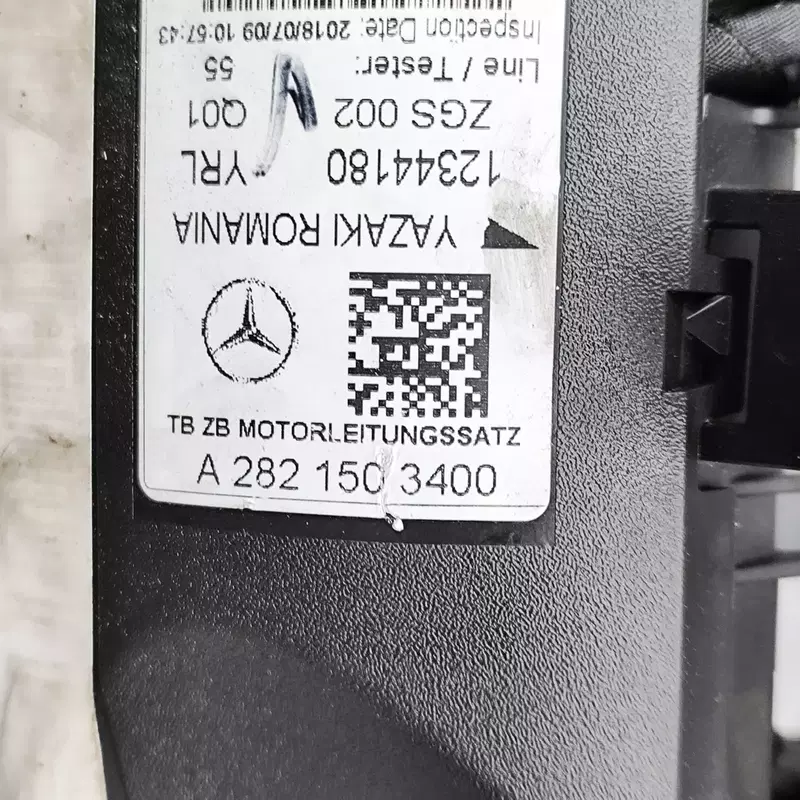 TB ZB MOTORLEITUNGSSATZ
A 282 150 3400
YAZAKI ROMANIA
12344180 YRL
ZGS 002 Q01
Line / Tester: 55
Inspection Date: 2018/07/09 10:57:43